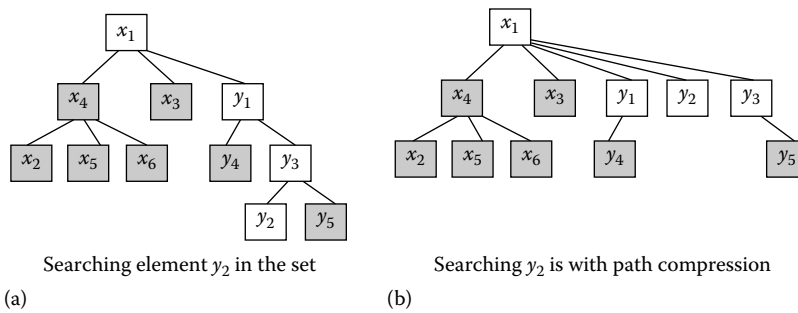 x₁
x₄ x₃ y₁
x₂ x₅ x₆ y₄ y₃
y₂ y₅
Searching element y₂ in the set
(a)
x₁
x₄ x₃ y₁ y₂ y₃
x₂ x₅ x₆ y₄ y₅
Searching y₂ is with path compression
(b)